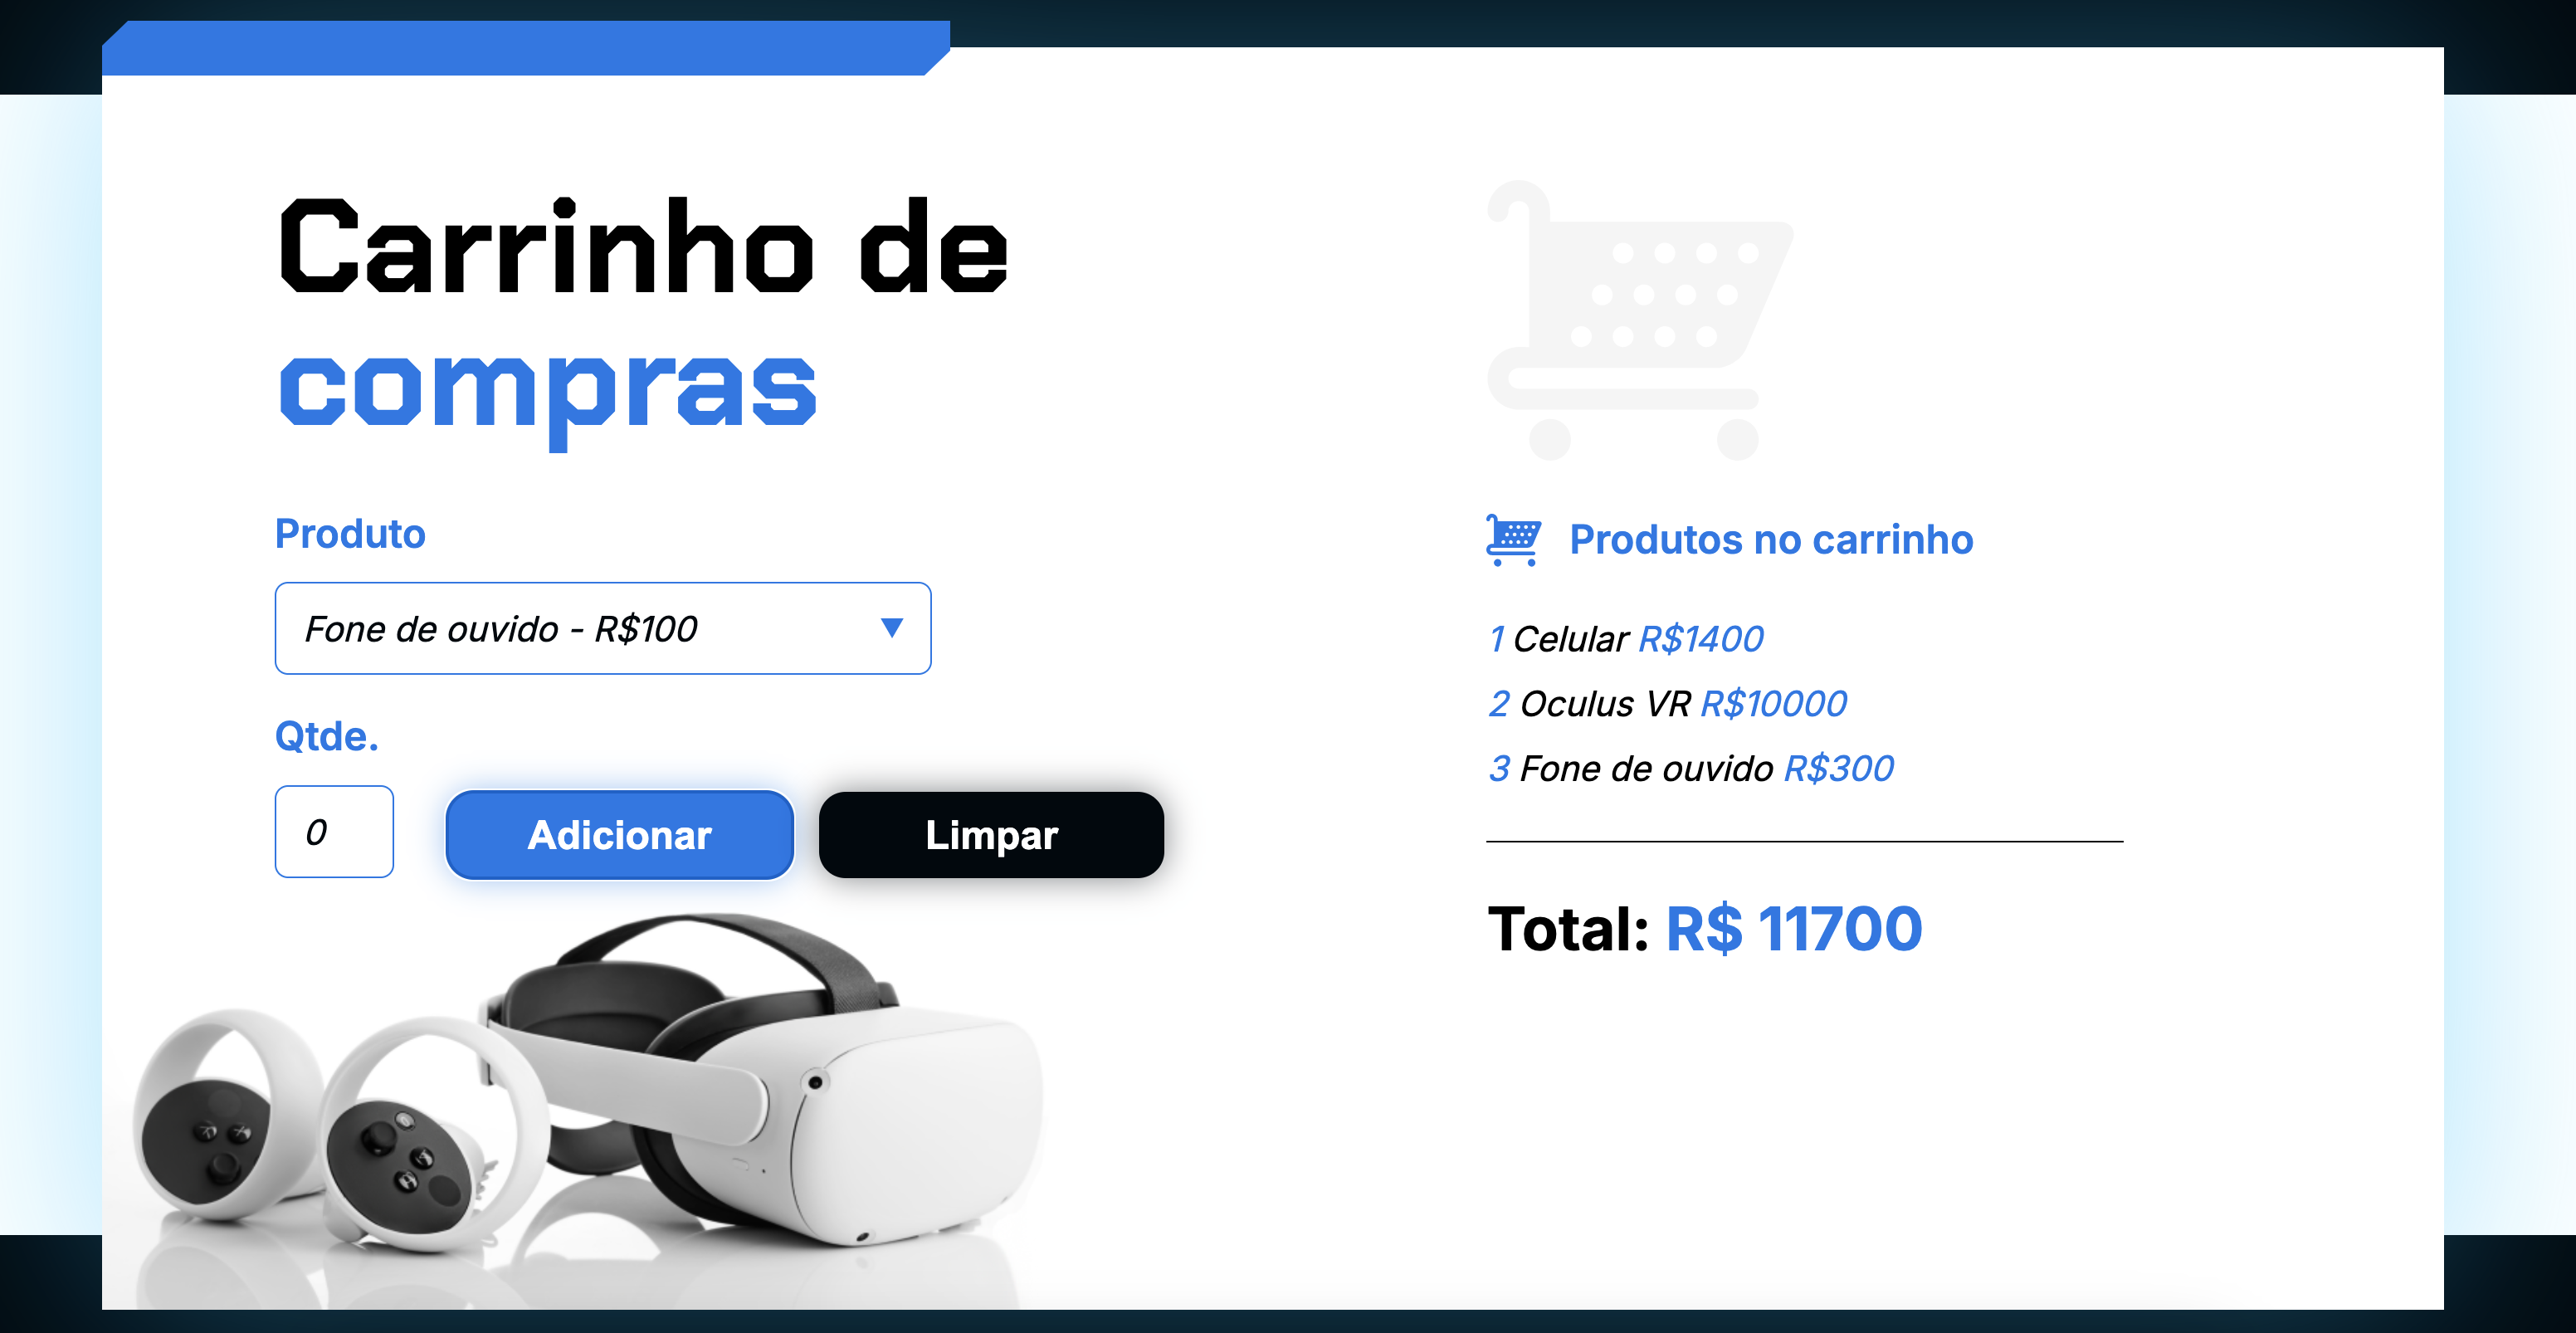 Carrinho de
compras
Produto
Fone de ouvido - R$100
Qtde.
0
Adicionar
Limpar
Produtos no carrinho
1 Celular R$1400
2 Oculus VR R$10000
3 Fone de ouvido R$300
Total: R$ 11700